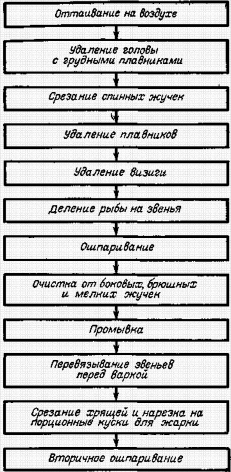 Оттаивание на воздухе
Удаление головы
с грудными плавниками
Срезание спинных жучек
Удаление плавников
Удаление визиги
Деление рыбы на звенья
Ошпаривание
Очистка от боковых, брюшных
и мелких жучек
Промывка
Перевязывание звеньев
перед варкой
Срезание хрящей и нарезка на
порционные куски для жарки
Вторичное ошпаривание